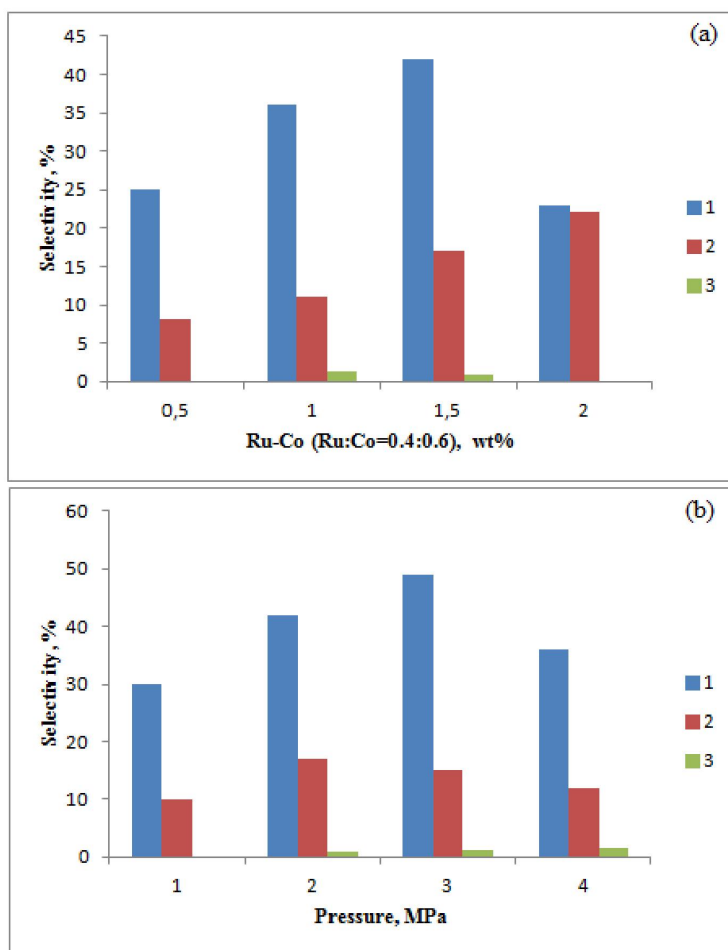 (a)
45
40
35
30
25
20
15
10
5
0
Selectivity, %
0,5 1 1,5 2
Ru-Co (Ru:Co=0.4:0.6), wt%
1
2
3
(b)
60
50
40
30
20
10
0
Selectivity, %
1 2 3 4
Pressure, MPa
1
2
3